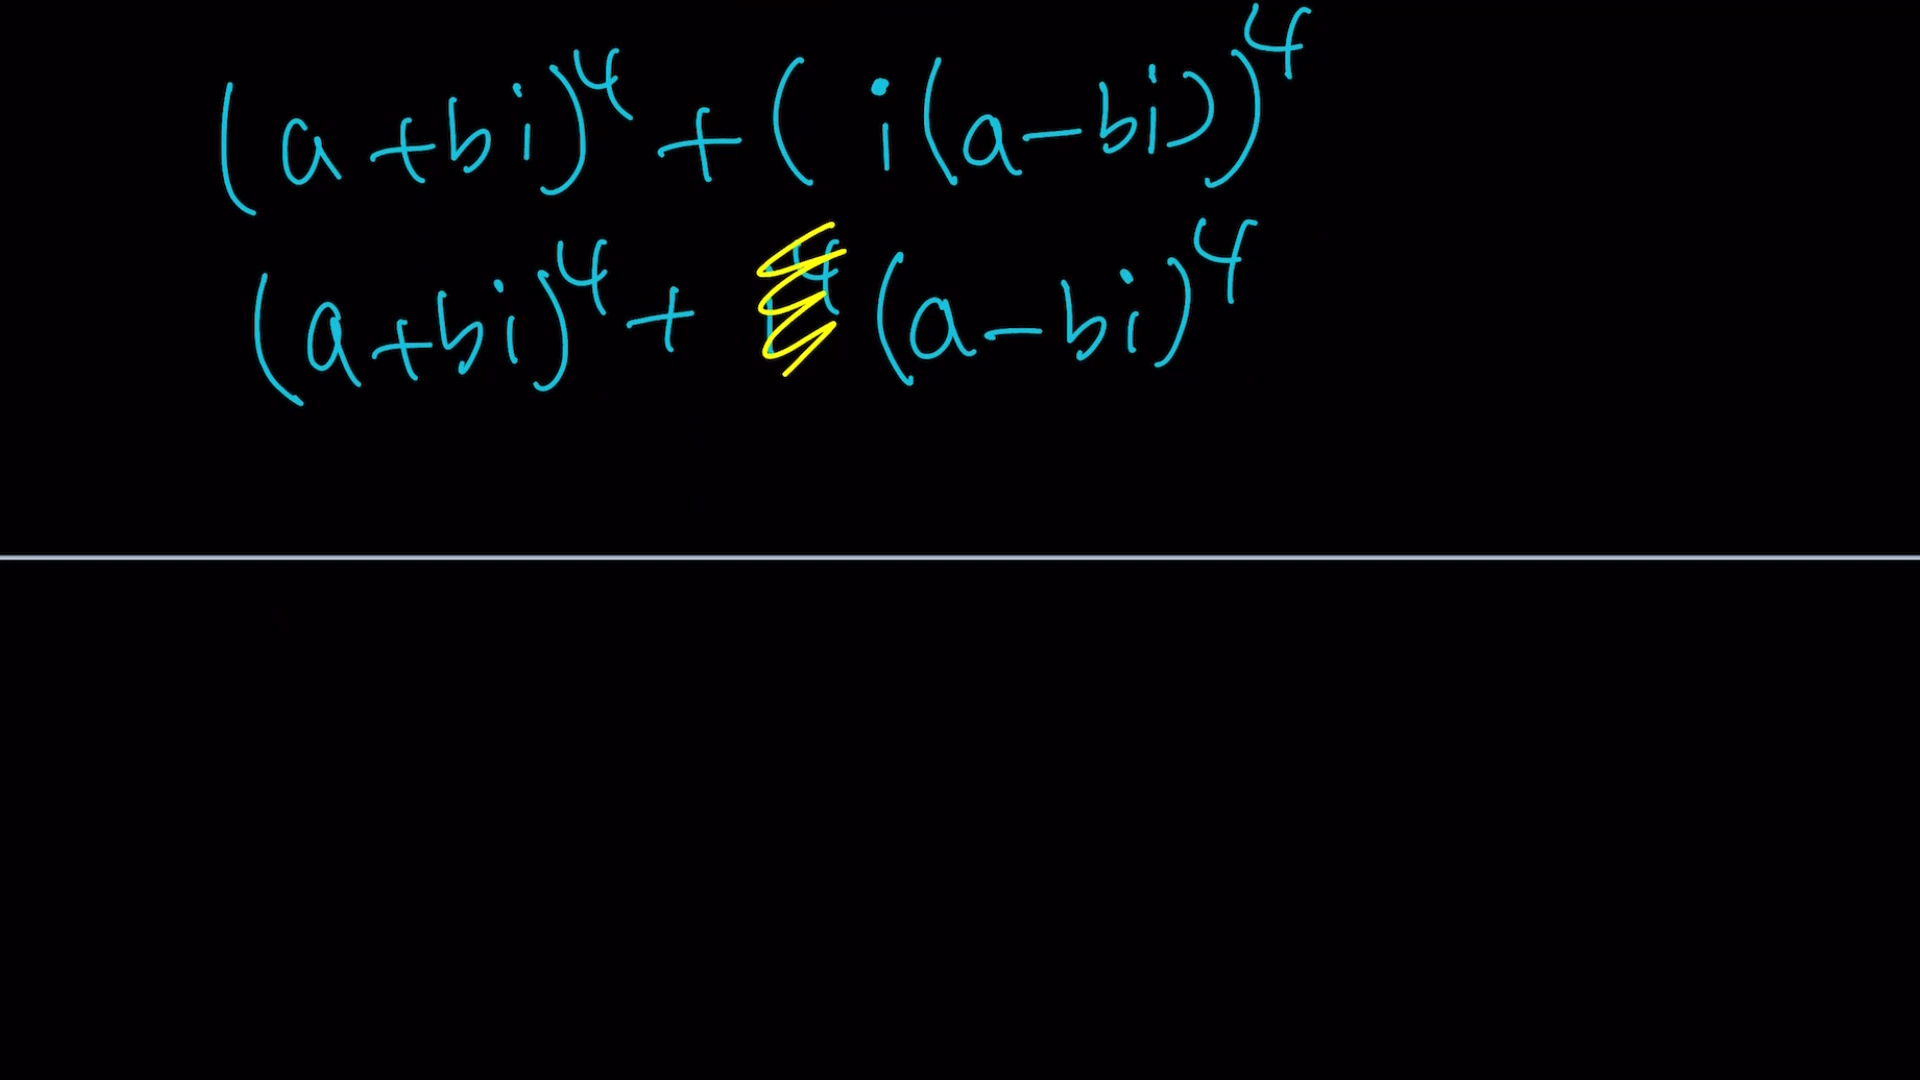 (a+bi)⁴ + (i(a-bi))⁴
(a+bi)⁴ + (a-bi)⁴